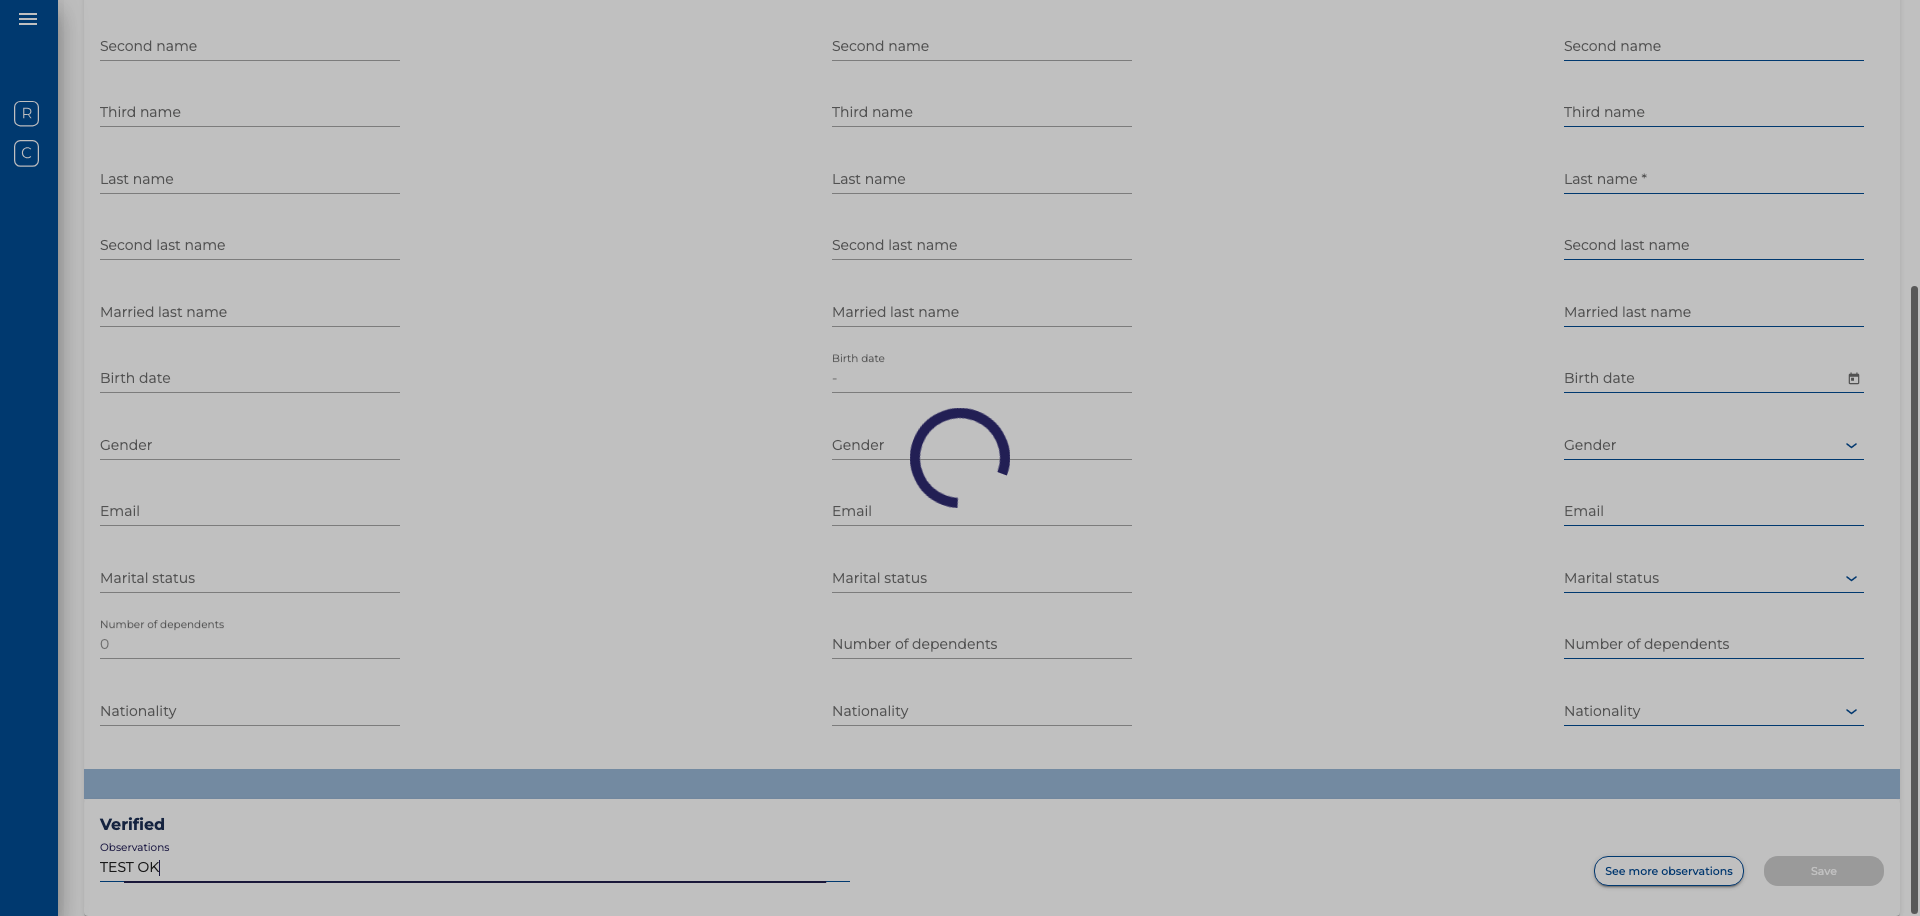 R
C
Second name
Second name
Second name
Third name
Third name
Third name
Last name
Last name
Last name *
Second last name
Second last name
Second last name
Married last name
Married last name
Married last name
Birth date
Birth date
-
Birth date
Gender
Gender
Gender
Email
Email
Email
Marital status
Marital status
Marital status
Number of dependents
0
Number of dependents
Number of dependents
Nationality
Nationality
Nationality
Verified
Observations
TEST OK
See more observations
Save